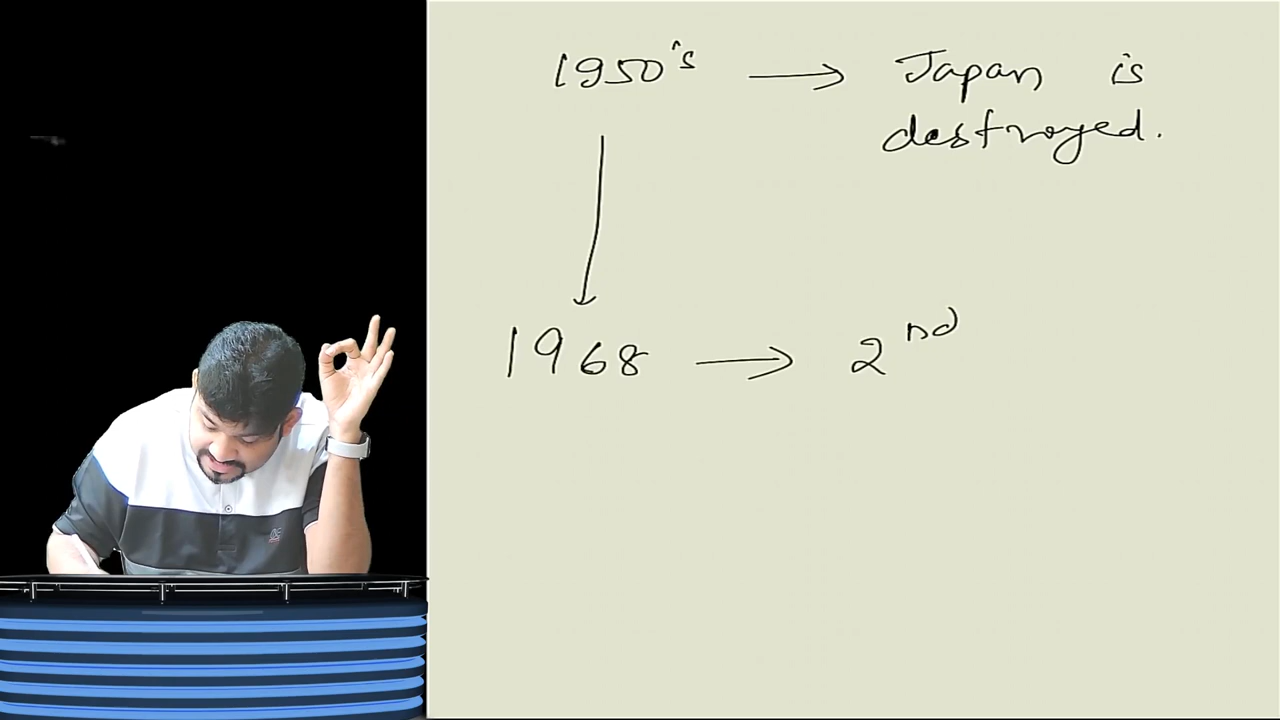 1950's → Japan is
destroyed.
1968 → 2nd